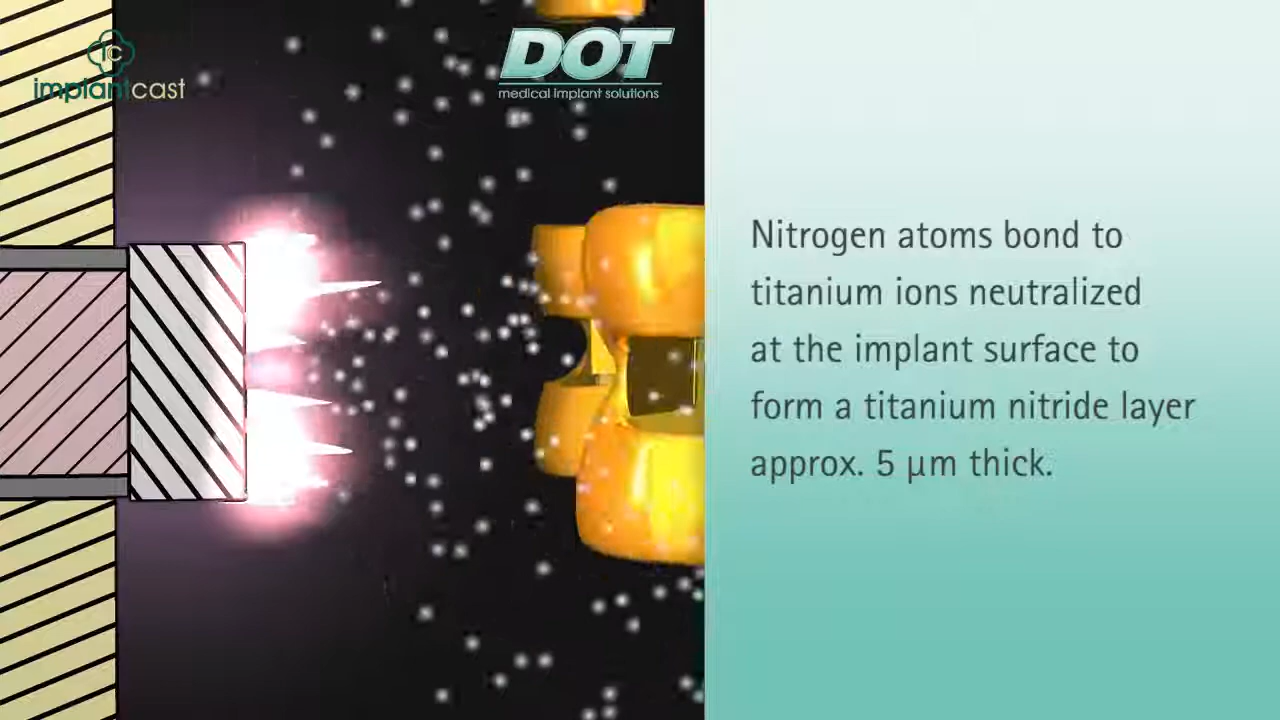 ic
implantcast
DOT
medical implant solutions
Nitrogen atoms bond to
titanium ions neutralized
at the implant surface to
form a titanium nitride layer
approx. 5 µm thick.